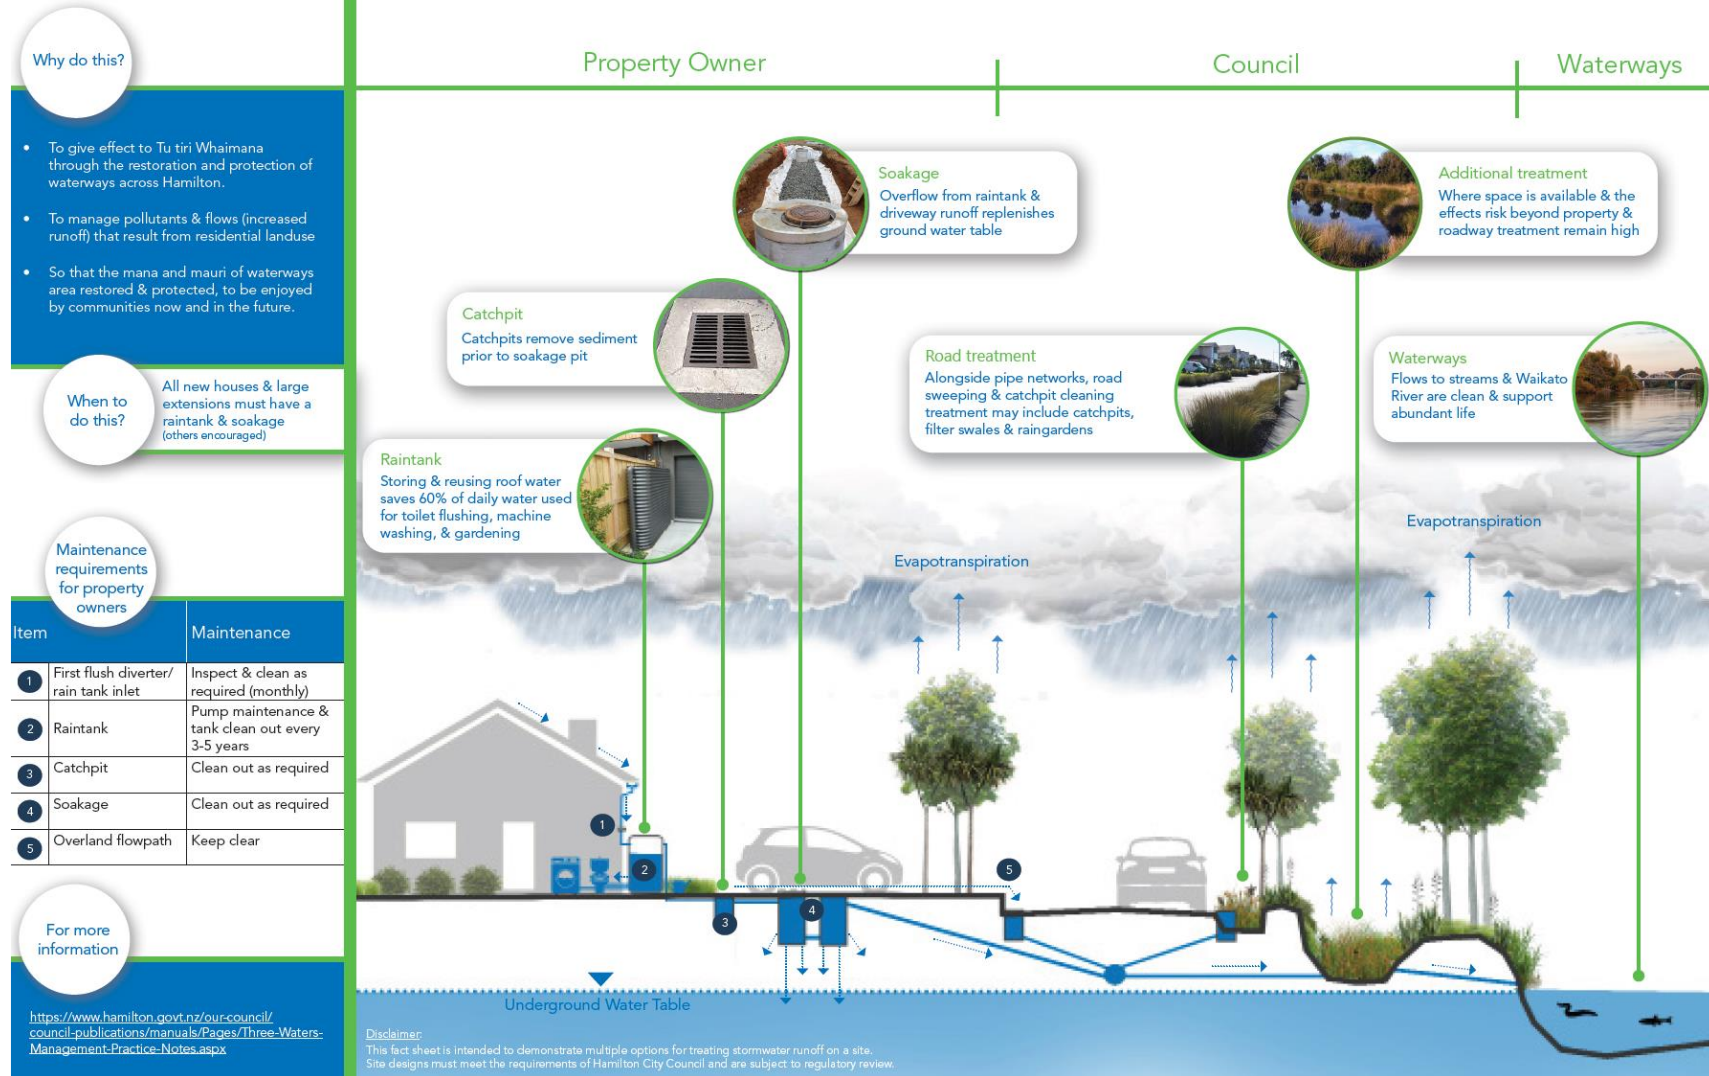 Why do this?
• To give effect to Tu tiri Whaimana
through the restoration and protection of
waterways across Hamilton.
• To manage pollutants & flows (increased
runoff) that result from residential landuse
• So that the mana and mauri of waterways
area restored & protected, to be enjoyed
by communities now and in the future.
When to
do this?
All new houses & large
extensions must have a
raintank & soakage
(others encouraged)
Maintenance
requirements
for property
owners
Item Maintenance
1 First flush diverter/
rain tank inlet
Inspect & clean as
required (monthly)
2 Raintank
Pump maintenance &
tank clean out every
3-5 years
3 Catchpit Clean out as required
4 Soakage Clean out as required
5 Overland flowpath Keep clear
For more
information
https://www.hamilton.govt.nz/our-council/
council-publications/manuals/Pages/Three-Waters-
Management-Practice-Notes.aspx
Property Owner
Council
Waterways
Soakage
Overflow from raintank &
driveway runoff replenishes
ground water table
Additional treatment
Where space is available & the
effects risk beyond property &
roadway treatment remain high
Catchpit
Catchpits remove sediment
prior to soakage pit
Road treatment
Alongside pipe networks, road
sweeping & catchpit cleaning
treatment may include catchpits,
filter swales & raingardens
Waterways
Flows to streams & Waikato
River are clean & support
abundant life
Raintank
Storing & reusing roof water
saves 60% of daily water used
for toilet flushing, machine
washing, & gardening
Evapotranspiration
Evapotranspiration
1
2
3
4
5
Underground Water Table
Disclaimer:
This fact sheet is intended to demonstrate multiple options for treating stormwater runoff on a site.
Site designs must meet the requirements of Hamilton City Council and are subject to regulatory review.